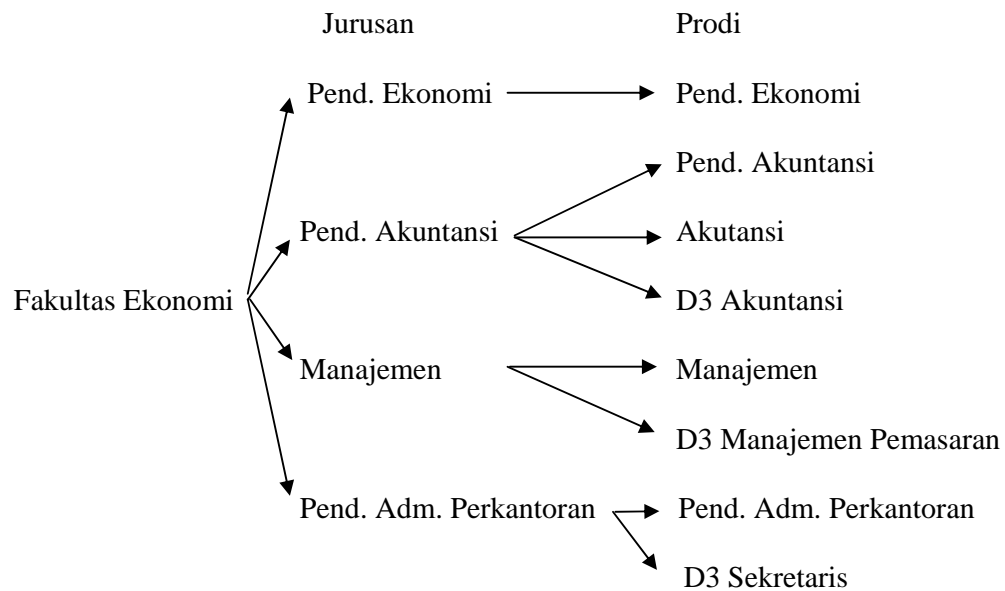 Jurusan Prodi
Pend. Ekonomi Pend. Ekonomi
Pend. Akuntansi
Pend. Akuntansi Akutansi
Fakultas Ekonomi D3 Akuntansi
Manajemen Manajemen
D3 Manajemen Pemasaran
Pend. Adm. Perkantoran Pend. Adm. Perkantoran
D3 Sekretaris